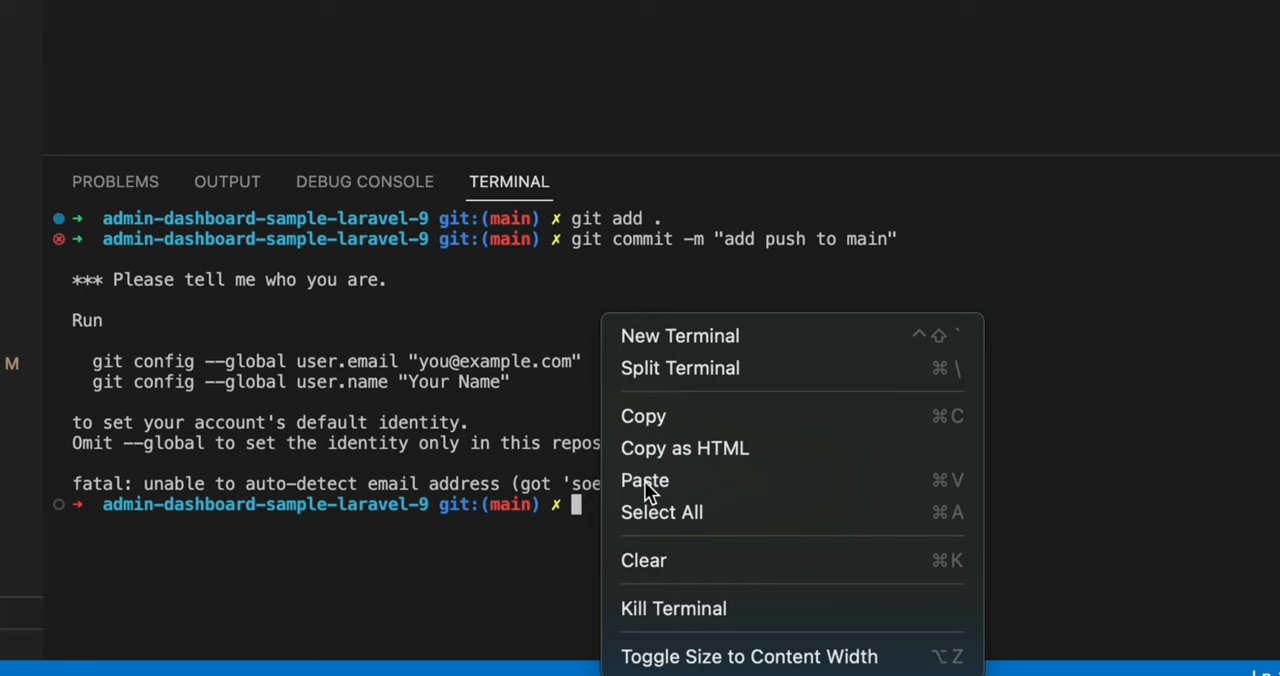 PROBLEMS OUTPUT DEBUG CONSOLE TERMINAL
➜ admin-dashboard-sample-laravel-9 git:(main) ✗ git add .
➜ admin-dashboard-sample-laravel-9 git:(main) ✗ git commit -m "add push to main"
*** Please tell me who you are.
Run
M
git config --global user.email "you@example.com"
git config --global user.name "Your Name"
to set your account's default identity.
Omit --global to set the identity only in this repos
fatal: unable to auto-detect email address (got 'soe
➜ admin-dashboard-sample-laravel-9 git:(main) ✗
New Terminal ^⇧`
Split Terminal ⌘\
Copy ⌘C
Copy as HTML
Paste ⌘V
Select All ⌘A
Clear ⌘K
Kill Terminal
Toggle Size to Content Width ⌥Z